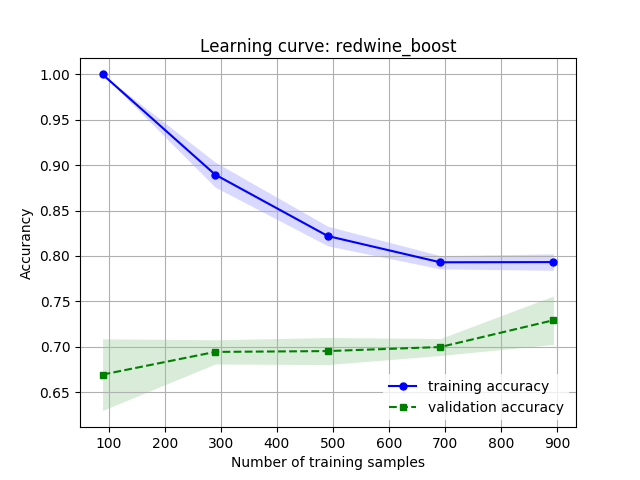 Learning curve: redwine_boost
Accurancy
1.00
0.95
0.90
0.85
0.80
0.75
0.70
0.65
training accuracy
validation accuracy
100 200 300 400 500 600 700 800 900
Number of training samples